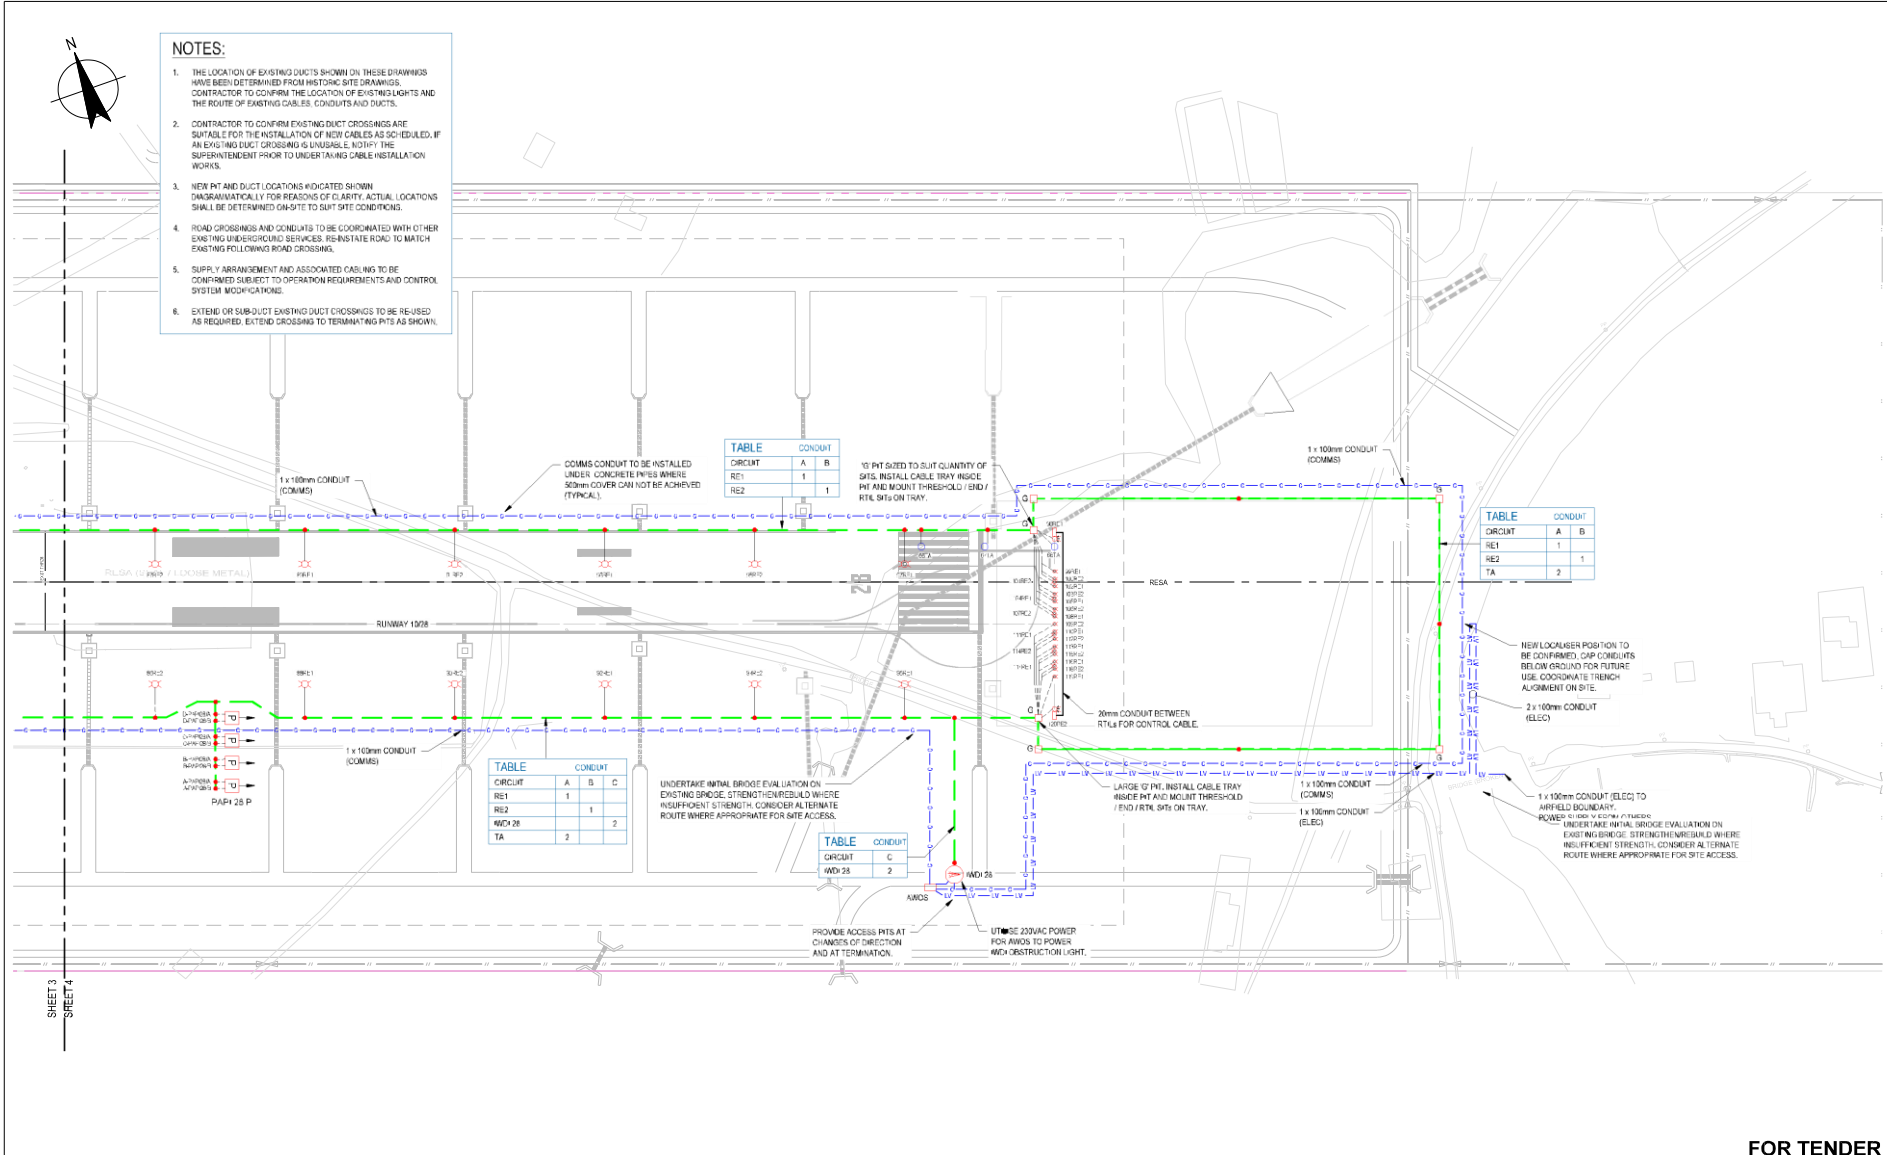 N
NOTES:
1. THE LOCATION OF EXISTING DUCTS SHOWN ON THESE DRAWINGS
HAVE BEEN DETERMINED FROM HISTORIC SITE DRAWINGS.
CONTRACTOR TO CONFIRM THE LOCATION OF EXISTING LIGHTS AND
THE ROUTE OF EXISTING CABLES, CONDUITS AND DUCTS.
2. CONTRACTOR TO CONFIRM EXISTING DUCT CROSSINGS ARE
SUITABLE FOR THE INSTALLATION OF NEW CABLES AS SCHEDULED. IF
AN EXISTING DUCT CROSSING IS UNUSABLE, NOTIFY THE
SUPERINTENDENT PRIOR TO UNDERTAKING CABLE INSTALLATION
WORKS.
3. NEW PIT AND DUCT LOCATIONS INDICATED SHOWN
DIAGRAMMATICALLY FOR REASONS OF CLARITY. ACTUAL LOCATIONS
SHALL BE DETERMINED ON-SITE TO SUIT SITE CONDITIONS.
4. ROAD CROSSINGS AND CONDUITS TO BE COORDINATED WITH OTHER
EXISTING UNDERGROUND SERVICES. RE-INSTATE ROAD TO MATCH
EXISTING FOLLOWING ROAD CROSSING.
5. SUPPLY ARRANGEMENT AND ASSOCIATED CABLING TO BE
CONFIRMED SUBJECT TO OPERATION REQUIREMENTS AND CONTROL
SYSTEM MODIFICATIONS.
6. EXTEND OR SUB-DUCT EXISTING DUCT CROSSINGS TO BE RE-USED
AS REQUIRED. EXTEND CROSSING TO TERMINATING PITS AS SHOWN.
1 x 100mm CONDUIT
(COMMS)
COMMS CONDUIT TO BE INSTALLED
UNDER CONCRETE PIPES WHERE
500mm COVER CAN NOT BE ACHIEVED
(TYPICAL).
TABLE CONDUIT
CIRCUIT A B
RE1 1
RE2 1
'G' PIT SIZED TO SUIT QUANTITY OF
SITS. INSTALL CABLE TRAY INSIDE
PIT AND MOUNT THRESHOLD / END /
RTIL SITs ON TRAY.
1 x 100mm CONDUIT
(COMMS)
G
G
G
TABLE CONDUIT
CIRCUIT A B
RE1 1
RE2 1
TA 2
28
RESA
RUNWAY 10/28
NEW LOCALISER POSITION TO
BE CONFIRMED. CAP CONDUITS
BELOW GROUND FOR FUTURE
USE. COORDINATE TRENCH
ALIGNMENT ON SITE.
2 x 100mm CONDUIT
(ELEC)
20mm CONDUIT BETWEEN
RTILs FOR CONTROL CABLE.
G
G
G
1 x 100mm CONDUIT
(COMMS)
PAPI 28 P
TABLE CONDUIT
CIRCUIT A B C
RE1 1
RE2 1
IWDI 28 2
TA 2
UNDERTAKE INITIAL BRIDGE EVALUATION ON
EXISTING BRIDGE, STRENGTHEN/REBUILD WHERE
INSUFFICIENT STRENGTH. CONSIDER ALTERNATE
ROUTE WHERE APPROPRIATE FOR SITE ACCESS.
LARGE 'G' PIT. INSTALL CABLE TRAY
INSIDE PIT AND MOUNT THRESHOLD
/ END / RTIL SITs ON TRAY.
1 x 100mm CONDUIT
(COMMS)
1 x 100mm CONDUIT
(ELEC)
1 x 100mm CONDUIT (ELEC) TO
AIRFIELD BOUNDARY.
POWER SUPPLY FROM OTHERS
UNDERTAKE INITIAL BRIDGE EVALUATION ON
EXISTING BRIDGE. STRENGTHEN/REBUILD WHERE
INSUFFICIENT STRENGTH. CONSIDER ALTERNATE
ROUTE WHERE APPROPRIATE FOR SITE ACCESS.
TABLE CONDUIT
CIRCUIT C
IWDI 28 2
IWDI 28
AWOS
PROVIDE ACCESS PITS AT
CHANGES OF DIRECTION
AND AT TERMINATION.
UTILISE 230VAC POWER
FOR AWOS TO POWER
IWDI OBSTRUCTION LIGHT.
SHEET 3
SHEET 4
FOR TENDER